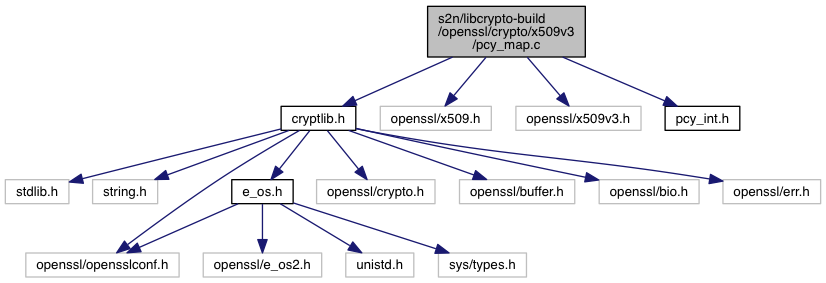 s2n/libcrypto-build
/openssl/crypto/x509v3
/pcy_map.c
cryptlib.h
openssl/x509.h
openssl/x509v3.h
pcy_int.h
stdlib.h
string.h
e_os.h
openssl/crypto.h
openssl/buffer.h
openssl/bio.h
openssl/err.h
openssl/opensslconf.h
openssl/e_os2.h
unistd.h
sys/types.h